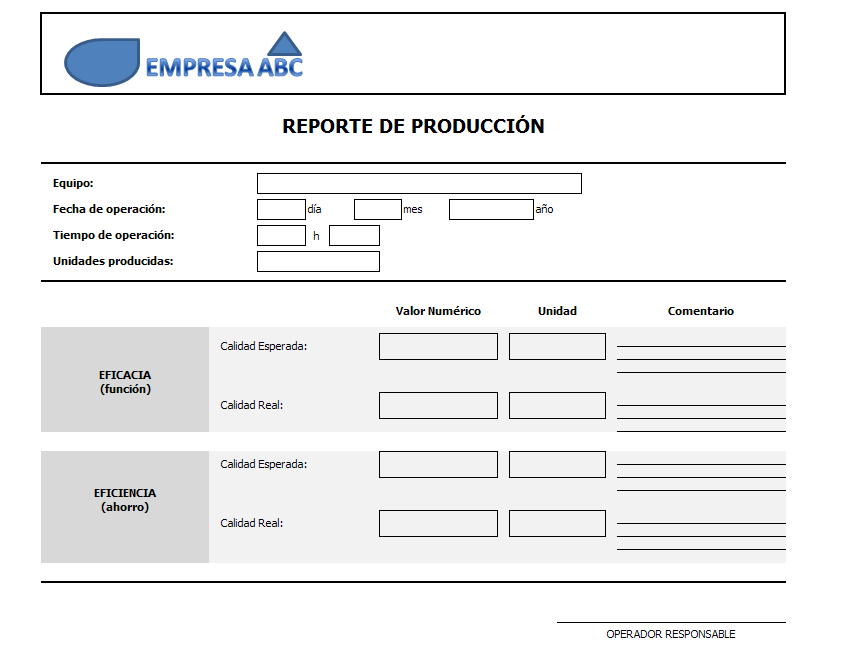 EMPRESA ABC
REPORTE DE PRODUCCIÓN
Equipo:
Fecha de operación: día mes año
Tiempo de operación: h
Unidades producidas:
Valor Numérico Unidad Comentario
Calidad Esperada:
EFICACIA
(función)
Calidad Real:
Calidad Esperada:
EFICIENCIA
(ahorro)
Calidad Real:
OPERADOR RESPONSABLE